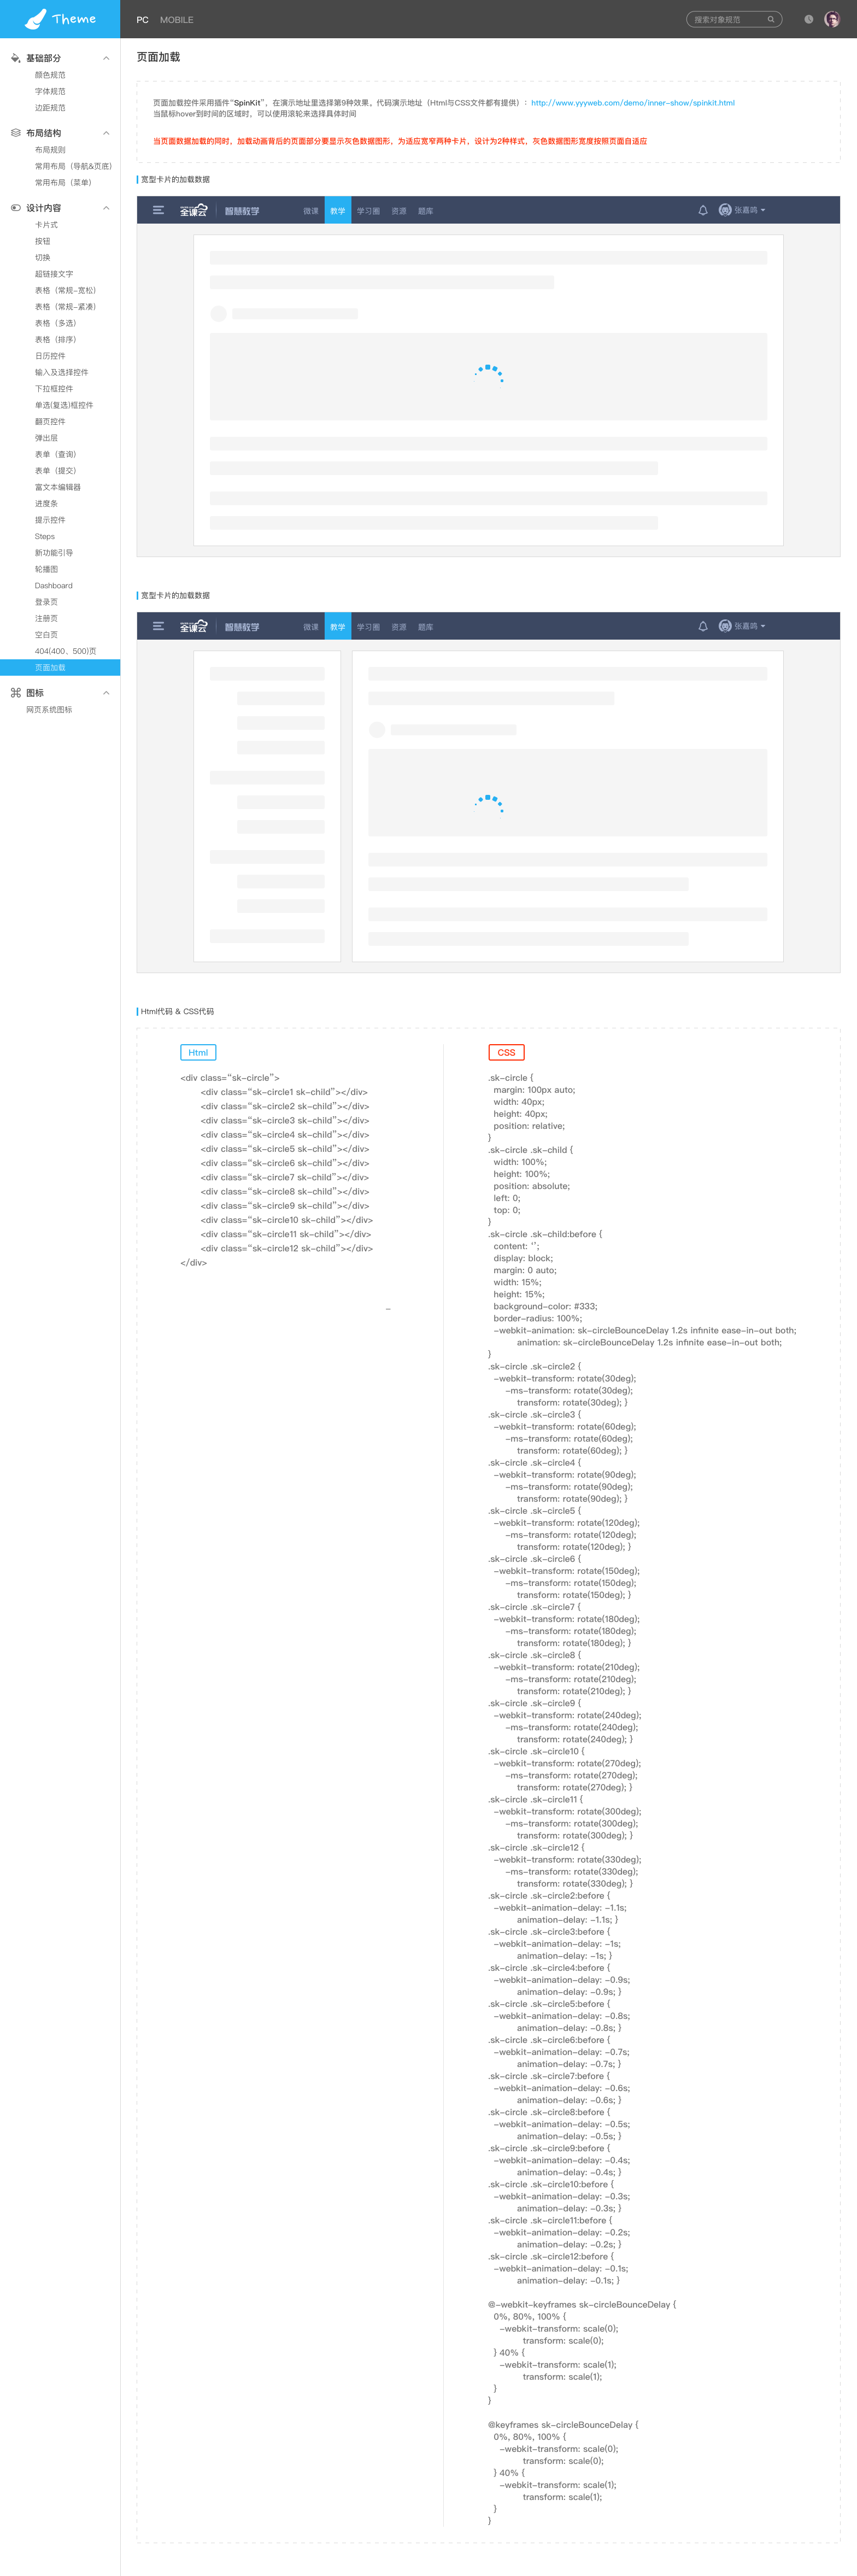 Theme
PC
MOBILE
搜索对象规范
基础部分
颜色规范
字体规范
边距规范
布局结构
布局规则
常用布局（导航&页底）
常用布局（菜单）
设计内容
卡片式
按钮
切换
超链接文字
表格（常规-宽松）
表格（常规-紧凑）
表格（多选）
表格（排序）
日历控件
输入及选择控件
下拉框控件
单选(复选)框控件
翻页控件
弹出层
表单（查询）
表单（提交）
富文本编辑器
进度条
提示控件
Steps
新功能引导
轮播图
Dashboard
登录页
注册页
空白页
404(400、500)页
页面加载
图标
网页系统图标
页面加载
页面加载控件采用插件“SpinKit”，在演示地址里选择第9种效果，代码演示地址（Html与CSS文件都有提供）：http://www.yyyweb.com/demo/inner-show/spinkit.html
当鼠标hover到时间的区域时，可以使用滚轮来选择具体时间
当页面数据加载的同时，加载动画背后的页面部分要显示灰色数据图形，为适应宽窄两种卡片，设计为2种样式，灰色数据图形宽度按照页面自适应
宽型卡片的加载数据
全课云 智慧教学 微课 教学 学习圈 资源 题库 张嘉鸣
宽型卡片的加载数据
全课云 智慧教学 微课 教学 学习圈 资源 题库 张嘉鸣
Html代码 & CSS代码
Html
<div class=“sk-circle”>
<div class=“sk-circle1 sk-child”></div>
<div class=“sk-circle2 sk-child”></div>
<div class=“sk-circle3 sk-child”></div>
<div class=“sk-circle4 sk-child”></div>
<div class=“sk-circle5 sk-child”></div>
<div class=“sk-circle6 sk-child”></div>
<div class=“sk-circle7 sk-child”></div>
<div class=“sk-circle8 sk-child”></div>
<div class=“sk-circle9 sk-child”></div>
<div class=“sk-circle10 sk-child”></div>
<div class=“sk-circle11 sk-child”></div>
<div class=“sk-circle12 sk-child”></div>
</div>
CSS
.sk-circle {
margin: 100px auto;
width: 40px;
height: 40px;
position: relative;
}
.sk-circle .sk-child {
width: 100%;
height: 100%;
position: absolute;
left: 0;
top: 0;
}
.sk-circle .sk-child:before {
content: ‘’;
display: block;
margin: 0 auto;
width: 15%;
height: 15%;
background-color: #333;
border-radius: 100%;
-webkit-animation: sk-circleBounceDelay 1.2s infinite ease-in-out both;
animation: sk-circleBounceDelay 1.2s infinite ease-in-out both;
}
.sk-circle .sk-circle2 {
-webkit-transform: rotate(30deg);
-ms-transform: rotate(30deg);
transform: rotate(30deg); }
.sk-circle .sk-circle3 {
-webkit-transform: rotate(60deg);
-ms-transform: rotate(60deg);
transform: rotate(60deg); }
.sk-circle .sk-circle4 {
-webkit-transform: rotate(90deg);
-ms-transform: rotate(90deg);
transform: rotate(90deg); }
.sk-circle .sk-circle5 {
-webkit-transform: rotate(120deg);
-ms-transform: rotate(120deg);
transform: rotate(120deg); }
.sk-circle .sk-circle6 {
-webkit-transform: rotate(150deg);
-ms-transform: rotate(150deg);
transform: rotate(150deg); }
.sk-circle .sk-circle7 {
-webkit-transform: rotate(180deg);
-ms-transform: rotate(180deg);
transform: rotate(180deg); }
.sk-circle .sk-circle8 {
-webkit-transform: rotate(210deg);
-ms-transform: rotate(210deg);
transform: rotate(210deg); }
.sk-circle .sk-circle9 {
-webkit-transform: rotate(240deg);
-ms-transform: rotate(240deg);
transform: rotate(240deg); }
.sk-circle .sk-circle10 {
-webkit-transform: rotate(270deg);
-ms-transform: rotate(270deg);
transform: rotate(270deg); }
.sk-circle .sk-circle11 {
-webkit-transform: rotate(300deg);
-ms-transform: rotate(300deg);
transform: rotate(300deg); }
.sk-circle .sk-circle12 {
-webkit-transform: rotate(330deg);
-ms-transform: rotate(330deg);
transform: rotate(330deg); }
.sk-circle .sk-circle2:before {
-webkit-animation-delay: -1.1s;
animation-delay: -1.1s; }
.sk-circle .sk-circle3:before {
-webkit-animation-delay: -1s;
animation-delay: -1s; }
.sk-circle .sk-circle4:before {
-webkit-animation-delay: -0.9s;
animation-delay: -0.9s; }
.sk-circle .sk-circle5:before {
-webkit-animation-delay: -0.8s;
animation-delay: -0.8s; }
.sk-circle .sk-circle6:before {
-webkit-animation-delay: -0.7s;
animation-delay: -0.7s; }
.sk-circle .sk-circle7:before {
-webkit-animation-delay: -0.6s;
animation-delay: -0.6s; }
.sk-circle .sk-circle8:before {
-webkit-animation-delay: -0.5s;
animation-delay: -0.5s; }
.sk-circle .sk-circle9:before {
-webkit-animation-delay: -0.4s;
animation-delay: -0.4s; }
.sk-circle .sk-circle10:before {
-webkit-animation-delay: -0.3s;
animation-delay: -0.3s; }
.sk-circle .sk-circle11:before {
-webkit-animation-delay: -0.2s;
animation-delay: -0.2s; }
.sk-circle .sk-circle12:before {
-webkit-animation-delay: -0.1s;
animation-delay: -0.1s; }
@-webkit-keyframes sk-circleBounceDelay {
0%, 80%, 100% {
-webkit-transform: scale(0);
transform: scale(0);
} 40% {
-webkit-transform: scale(1);
transform: scale(1);
}
}
@keyframes sk-circleBounceDelay {
0%, 80%, 100% {
-webkit-transform: scale(0);
transform: scale(0);
} 40% {
-webkit-transform: scale(1);
transform: scale(1);
}
}